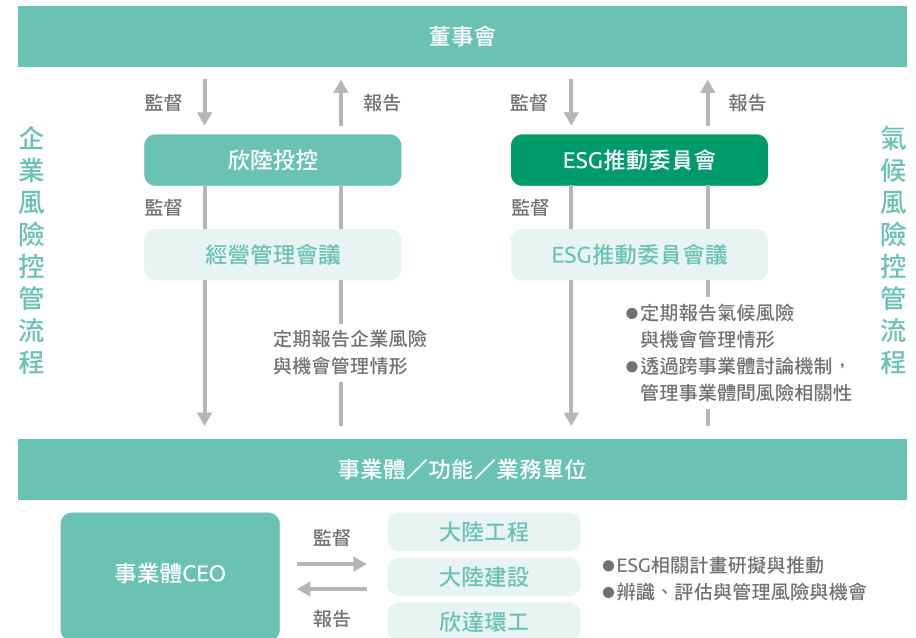 董事會
監督
報告
監督
報告
企業風險控管流程
欣陸投控
ESG推動委員會
氣候風險控管流程
監督
監督
經營管理會議
ESG推動委員會議
定期報告企業風險
與機會管理情形
●定期報告氣候風險
與機會管理情形
●透過跨事業體討論機制，
管理事業體間風險相關性
事業體／功能／業務單位
事業體CEO
監督
報告
大陸工程
大陸建設
欣達環工
●ESG相關計畫研擬與推動
●辨識、評估與管理風險與機會